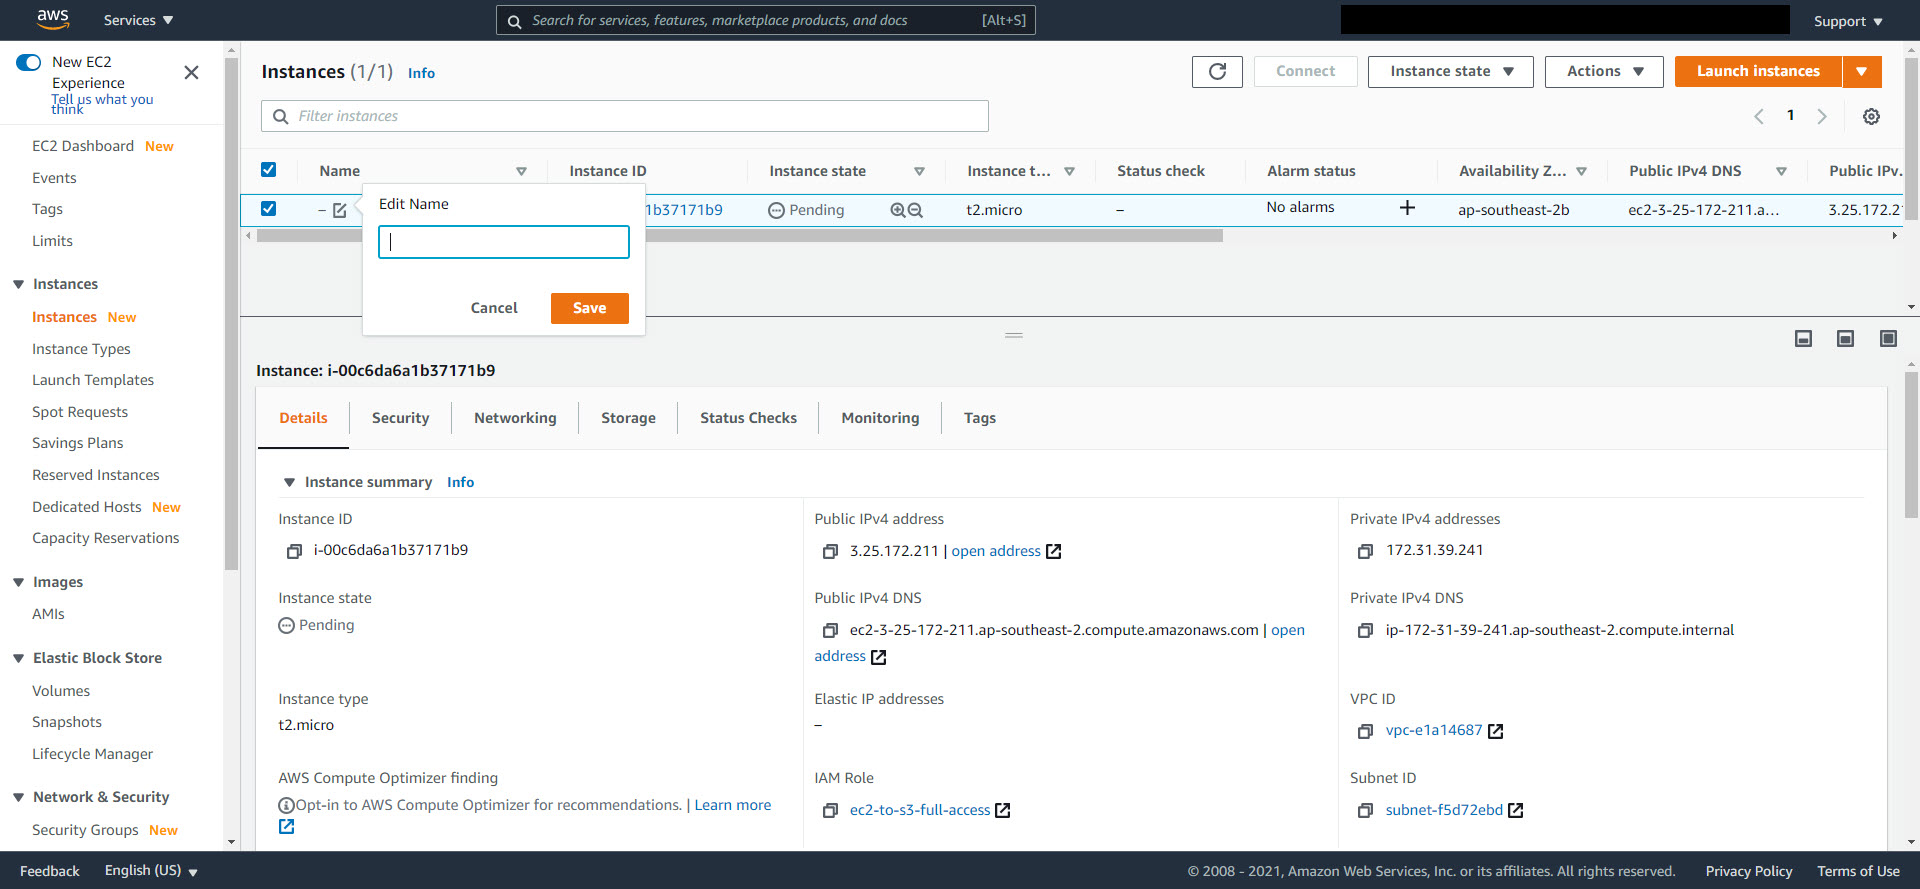 aws
Services
Search for services, features, marketplace products, and docs
[Alt+S]
Support
New EC2
Experience
Tell us what you
think
EC2 Dashboard New
Events
Tags
Limits
Instances
Instances New
Instance Types
Launch Templates
Spot Requests
Savings Plans
Reserved Instances
Dedicated Hosts New
Capacity Reservations
Images
AMIs
Elastic Block Store
Volumes
Snapshots
Lifecycle Manager
Network & Security
Security Groups New
Instances (1/1) Info
Connect
Instance state
Actions
Launch instances
Filter instances
1
Name
Instance ID
Instance state
Instance t...
Status check
Alarm status
Availability Z...
Public IPv4 DNS
Public IPv.
–
1b37171b9
Pending
t2.micro
–
No alarms
ap-southeast-2b
ec2-3-25-172-211.a...
3.25.172.21
Edit Name
Cancel
Save
Instance: i-00c6da6a1b37171b9
Details
Security
Networking
Storage
Status Checks
Monitoring
Tags
Instance summary Info
Instance ID
i-00c6da6a1b37171b9
Public IPv4 address
3.25.172.211 | open address
Private IPv4 addresses
172.31.39.241
Instance state
Pending
Public IPv4 DNS
ec2-3-25-172-211.ap-southeast-2.compute.amazonaws.com | open
address
Private IPv4 DNS
ip-172-31-39-241.ap-southeast-2.compute.internal
Instance type
t2.micro
Elastic IP addresses
–
VPC ID
vpc-e1a14687
AWS Compute Optimizer finding
Opt-in to AWS Compute Optimizer for recommendations. | Learn more
IAM Role
ec2-to-s3-full-access
Subnet ID
subnet-f5d72ebd
Feedback
English (US)
© 2008 - 2021, Amazon Web Services, Inc. or its affiliates. All rights reserved.
Privacy Policy
Terms of Use